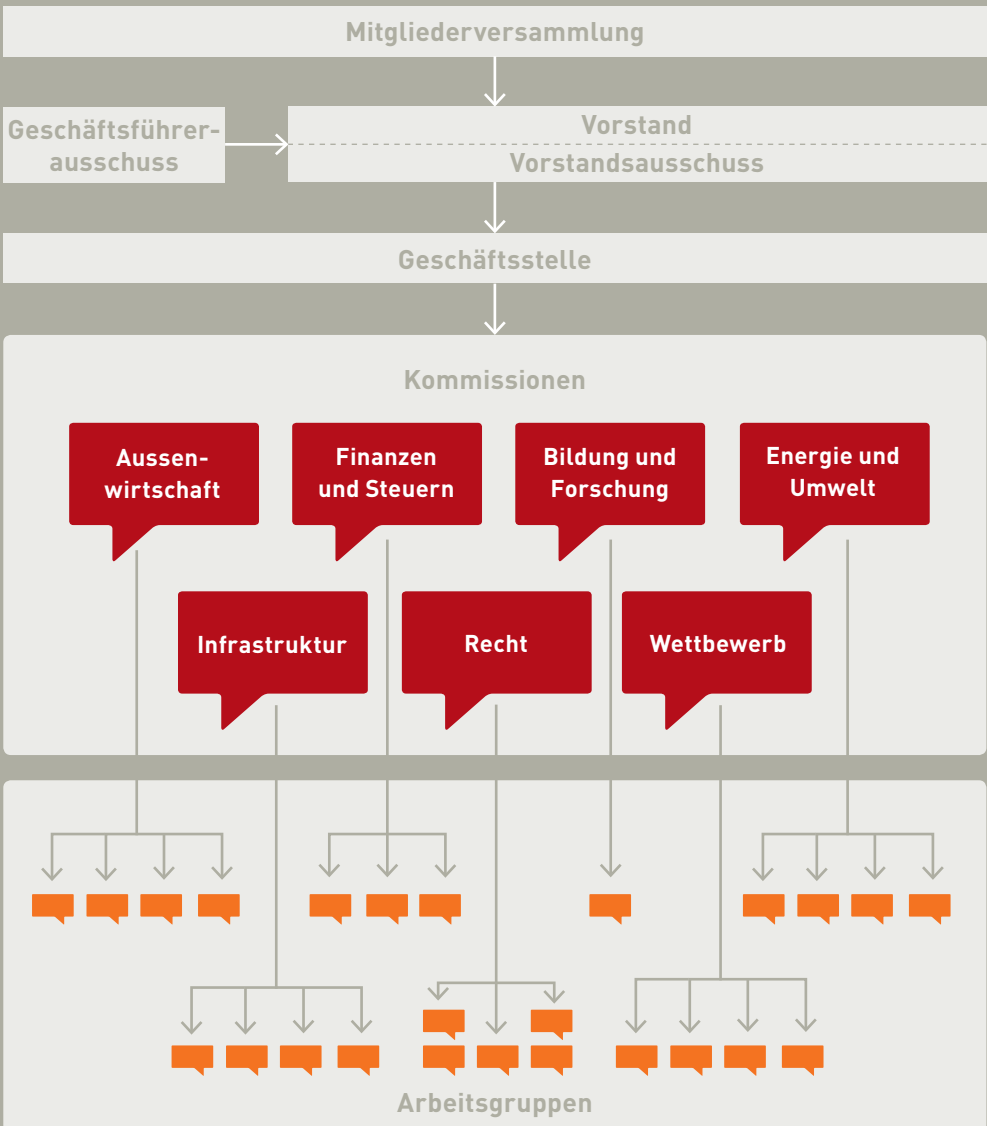 Mitgliederversammlung
Geschäftsführer-
ausschuss
Vorstand
Vorstandsausschuss
Geschäftsstelle
Kommissionen
Aussen-
wirtschaft
Finanzen
und Steuern
Bildung und
Forschung
Energie und
Umwelt
Infrastruktur
Recht
Wettbewerb
Arbeitsgruppen